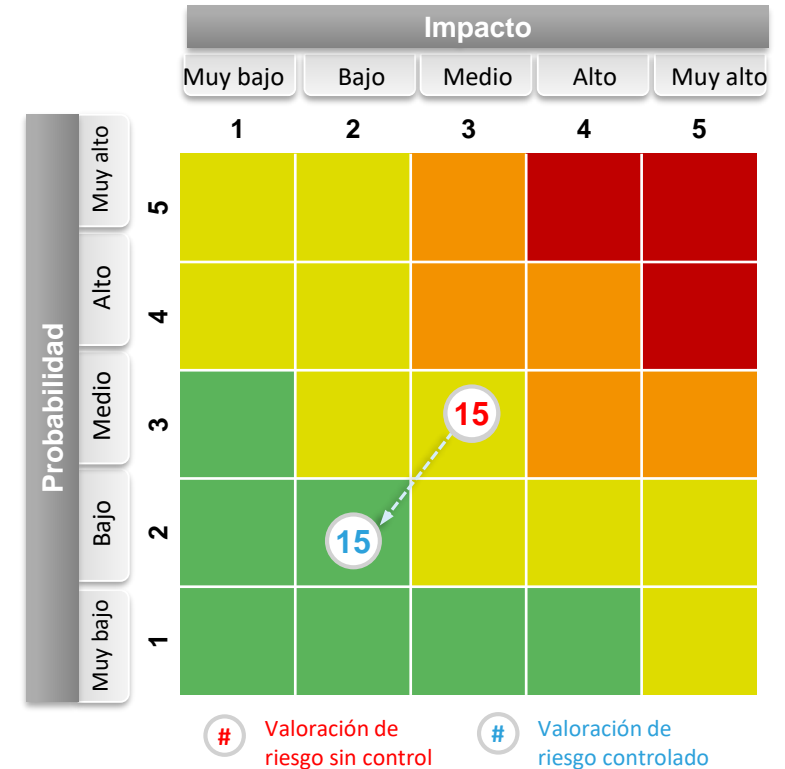 Impacto
Muy bajo
Bajo
Medio
Alto
Muy alto
1
2
3
4
5
Probabilidad
Muy alto
5
Alto
4
Medio
3
15
Bajo
2
15
Muy bajo
1
# Valoración de
riesgo sin control
# Valoración de
riesgo controlado